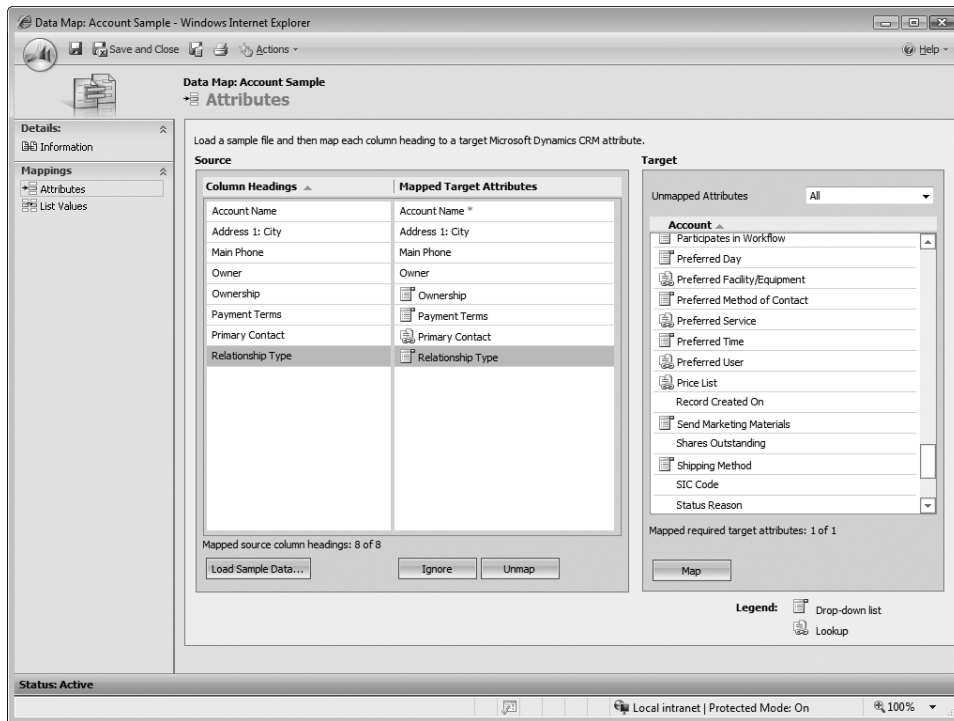 Data Map: Account Sample - Windows Internet Explorer
Save and Close Actions Help
Data Map: Account Sample
Attributes
Details:
Information
Mappings
Attributes
List Values
Load a sample file and then map each column heading to a target Microsoft Dynamics CRM attribute.
Source
Column Headings Mapped Target Attributes
Account Name Account Name *
Address 1: City Address 1: City
Main Phone Main Phone
Owner Owner
Ownership Ownership
Payment Terms Payment Terms
Primary Contact Primary Contact
Relationship Type Relationship Type
Mapped source column headings: 8 of 8
Load Sample Data... Ignore Unmap
Target
Unmapped Attributes All
Account
Participates in Workflow
Preferred Day
Preferred Facility/Equipment
Preferred Method of Contact
Preferred Service
Preferred Time
Preferred User
Price List
Record Created On
Send Marketing Materials
Shares Outstanding
Shipping Method
SIC Code
Status Reason
Mapped required target attributes: 1 of 1
Map
Legend: Drop-down list
Lookup
Status: Active
Local intranet | Protected Mode: On 100%